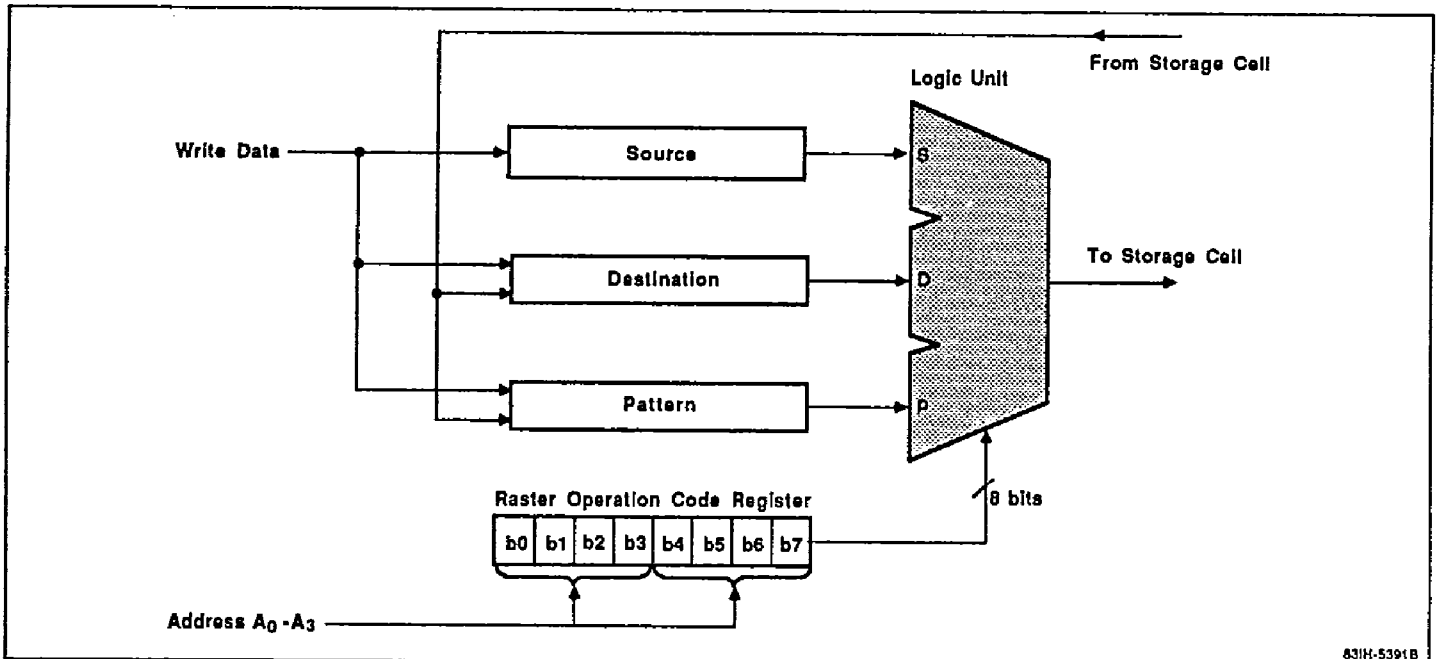 From Storage Cell
Logic Unit
Write Data
Source
S
Destination
D
To Storage Cell
Pattern
P
Raster Operation Code Register
8 bits
b0 b1 b2 b3 b4 b5 b6 b7
Address A0-A3
83IH-5391B